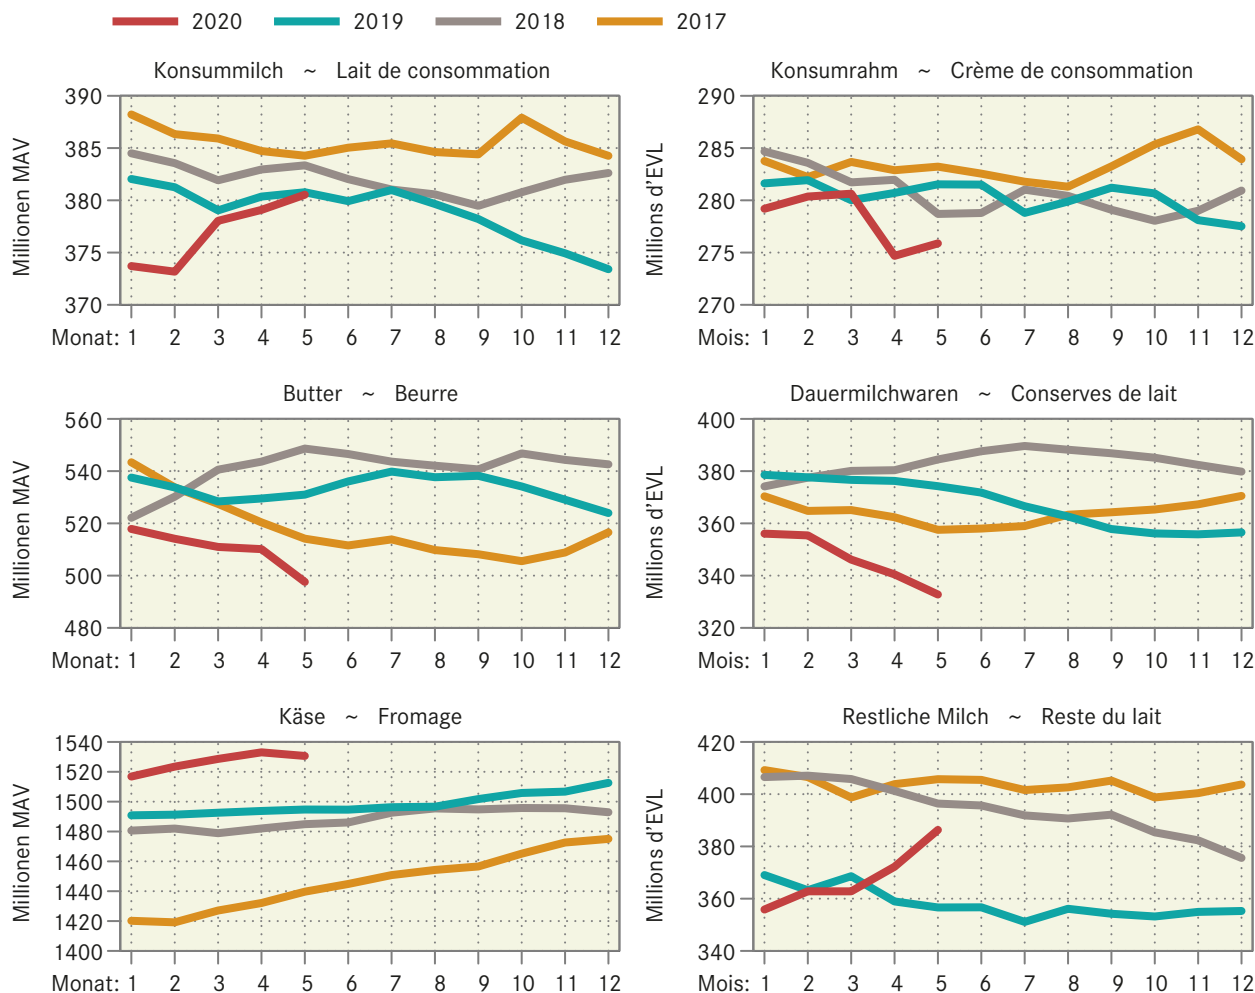 2020 2019 2018 2017
Konsummilch ~ Lait de consommation
Millionen MAV
390
385
380
375
370
Monat: 1 2 3 4 5 6 7 8 9 10 11 12
Konsumrahm ~ Crème de consommation
Millions d'EVL
290
285
280
275
270
Mois: 1 2 3 4 5 6 7 8 9 10 11 12
Butter ~ Beurre
Millionen MAV
560
540
520
500
480
Monat: 1 2 3 4 5 6 7 8 9 10 11 12
Dauermilchwaren ~ Conserves de lait
Millions d'EVL
400
380
360
340
320
Mois: 1 2 3 4 5 6 7 8 9 10 11 12
Käse ~ Fromage
Millionen MAV
1540
1520
1500
1480
1460
1440
1420
1400
Monat: 1 2 3 4 5 6 7 8 9 10 11 12
Restliche Milch ~ Reste du lait
Millions d'EVL
420
400
380
360
340
Mois: 1 2 3 4 5 6 7 8 9 10 11 12